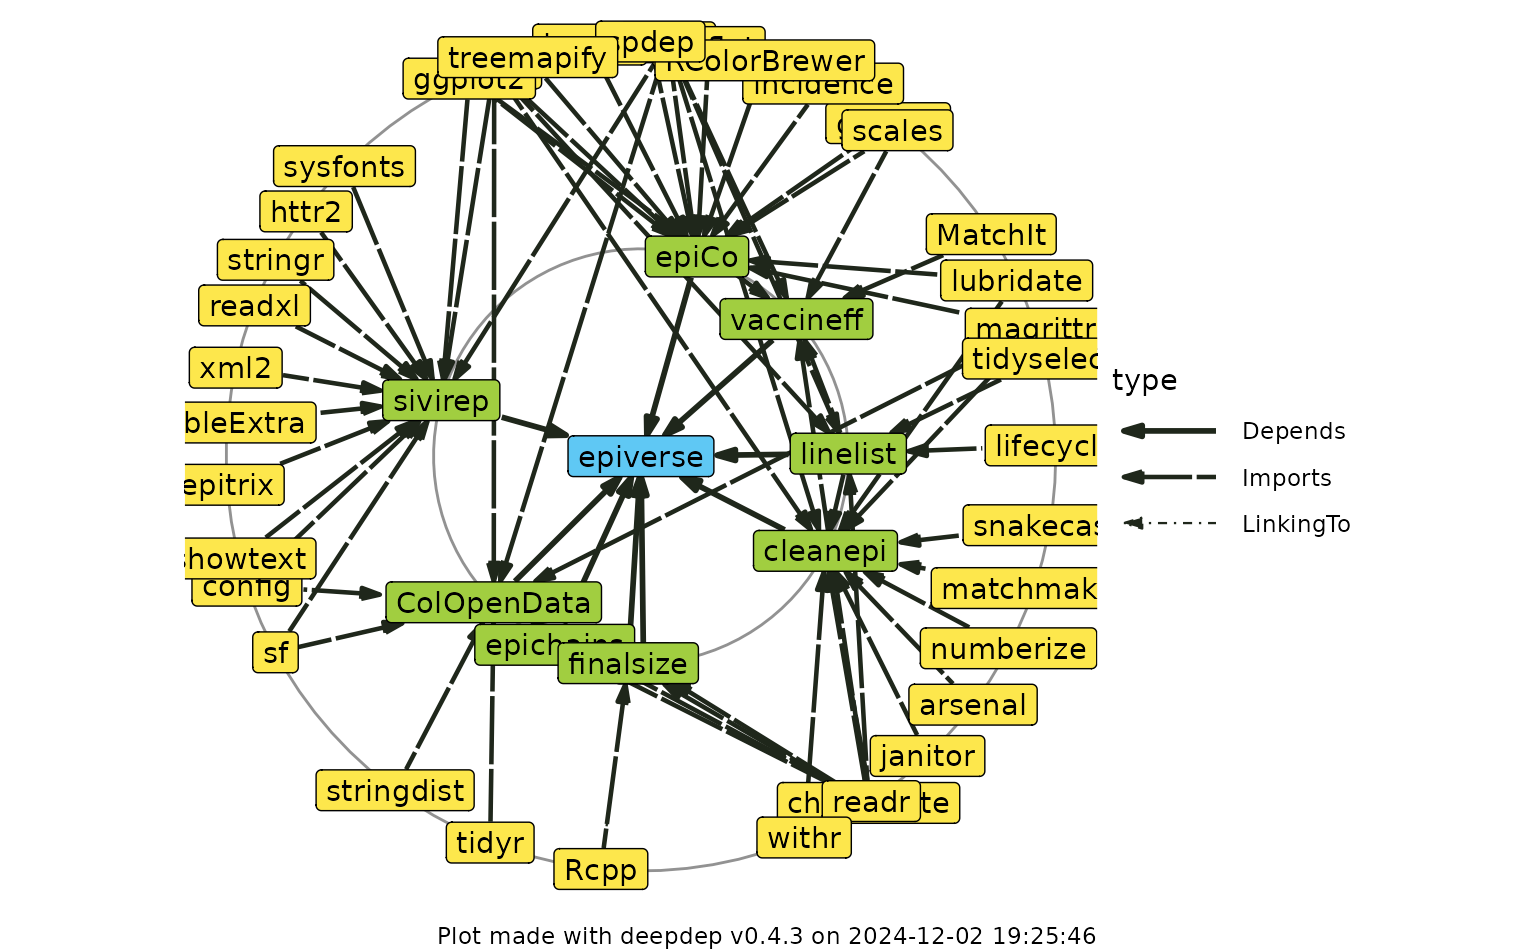 spdep
treemapify
RColorBrewer
ggplot2
incidence
scales
sysfonts
httr2
stringr
MatchIt
epiCo
lubridate
readxl
vaccineff
magrittr
tidyselec
xml2
type
sivirep
bleExtra
Depends
lifecycl
epiverse
linelist
Imports
epitrix
snakecas
LinkingTo
cleanepi
howtext
config
matchmak
ColOpenData
epichains
numberize
sf
finalsize
arsenal
janitor
stringdist
ch
readr
te
withr
tidyr
Rcpp
Plot made with deepdep v0.4.3 on 2024-12-02 19:25:46